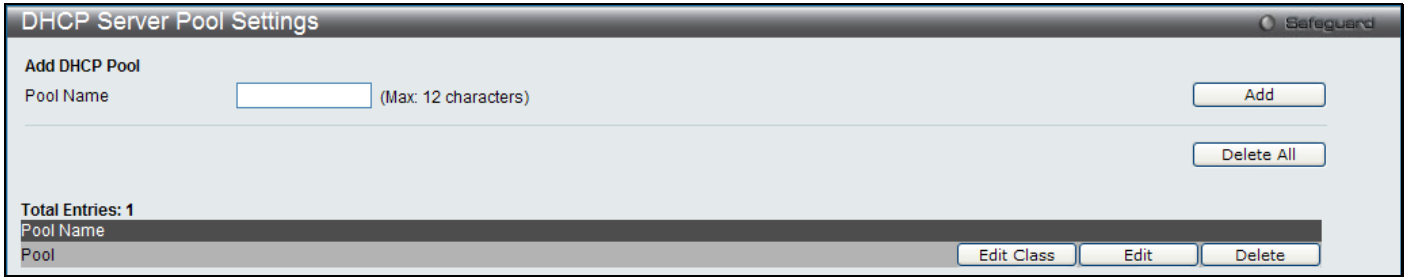 DHCP Server Pool Settings
Safeguard
Add DHCP Pool
Pool Name (Max: 12 characters) Add
Delete All
Total Entries: 1
Pool Name
Pool Edit Class Edit Delete